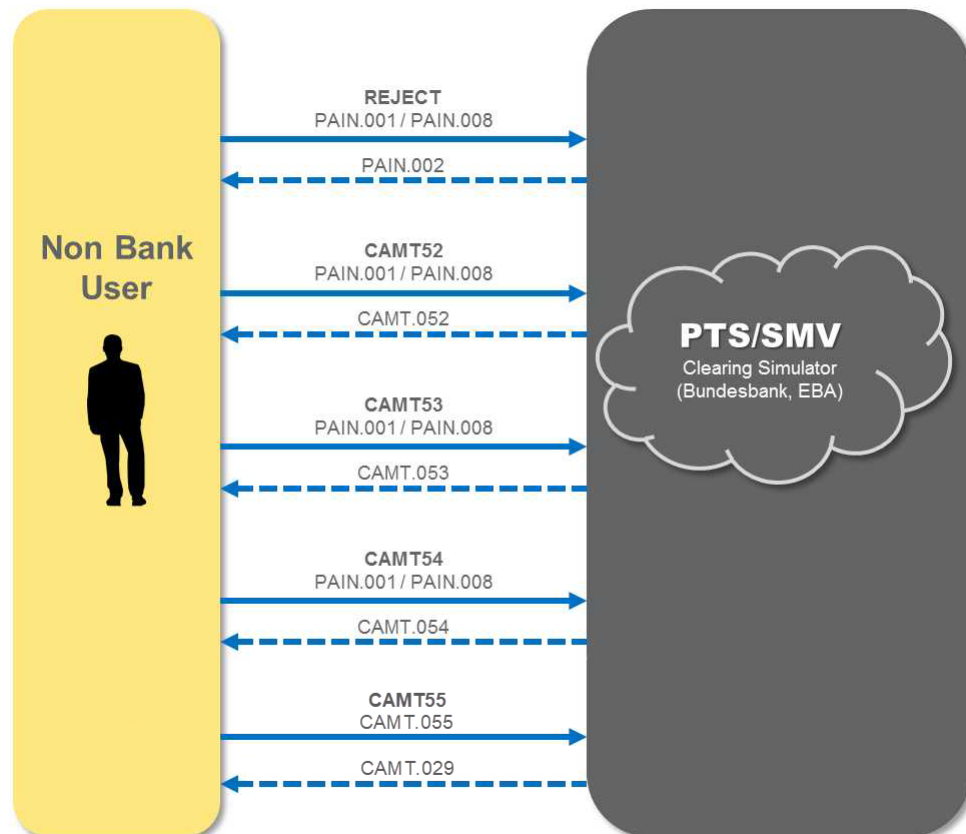 REJECT
PAIN.001 / PAIN.008
PAIN.002
Non Bank
User
CAMT52
PAIN.001 / PAIN.008
CAMT.052
PTS/SMV
Clearing Simulator
(Bundesbank, EBA)
CAMT53
PAIN.001 / PAIN.008
CAMT.053
CAMT54
PAIN.001 / PAIN.008
CAMT.054
CAMT55
CAMT.055
CAMT.029